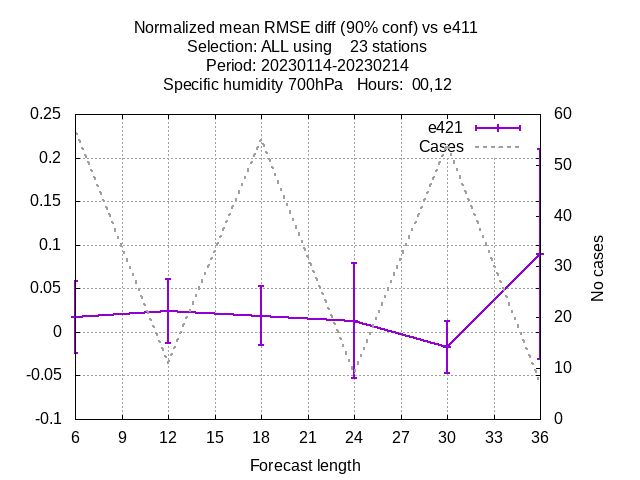 Normalized mean RMSE diff (90% conf) vs e411
Selection: ALL using    23 stations
Period: 20230114-20230214
Specific humidity 700hPa   Hours:  00,12
0.25
0.2
0.15
0.1
0.05
0
-0.05
-0.1
60
50
40
30
20
10
0
e421
Cases
No cases
6 9 12 15 18 21 24 27 30 33 36
Forecast length